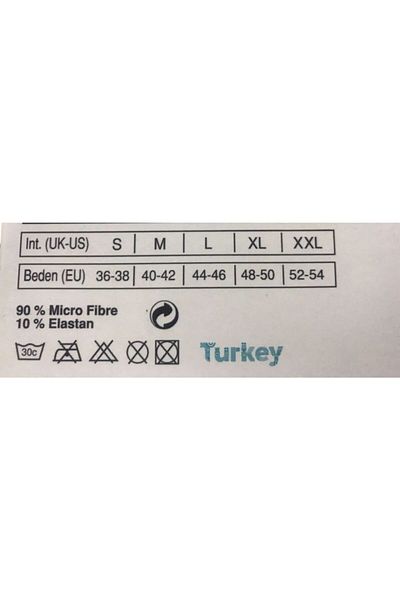 Int. (UK-US) S | M | L | XL | XXL
Beden (EU) 36-38 | 40-42 | 44-46 | 48-50 | 52-54
90 % Micro Fibre
10 % Elastan
30c
Turkey